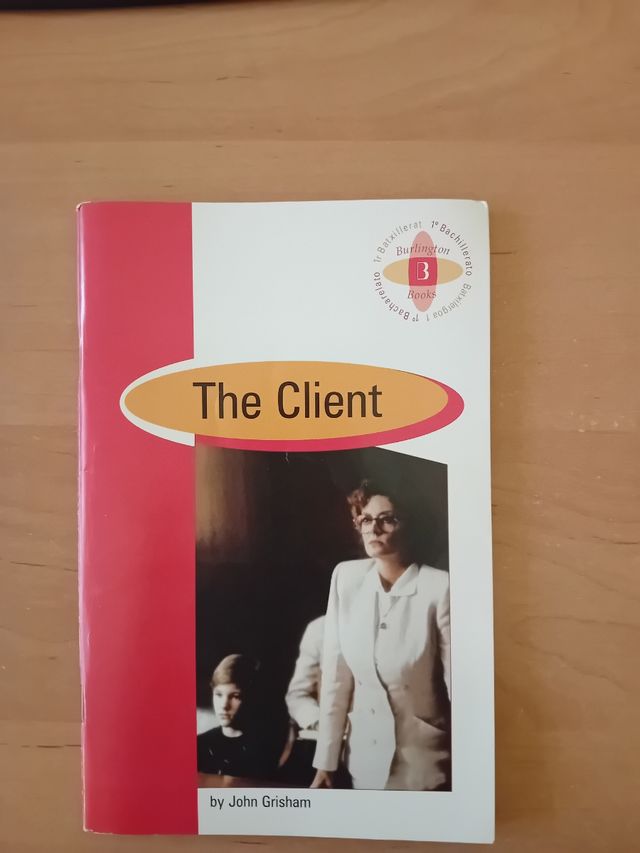 1r Batxillerat 1º Bachillerato Batxilergoa 1 1º Bacharelato
Burlington
B
Books
The Client
by John Grisham